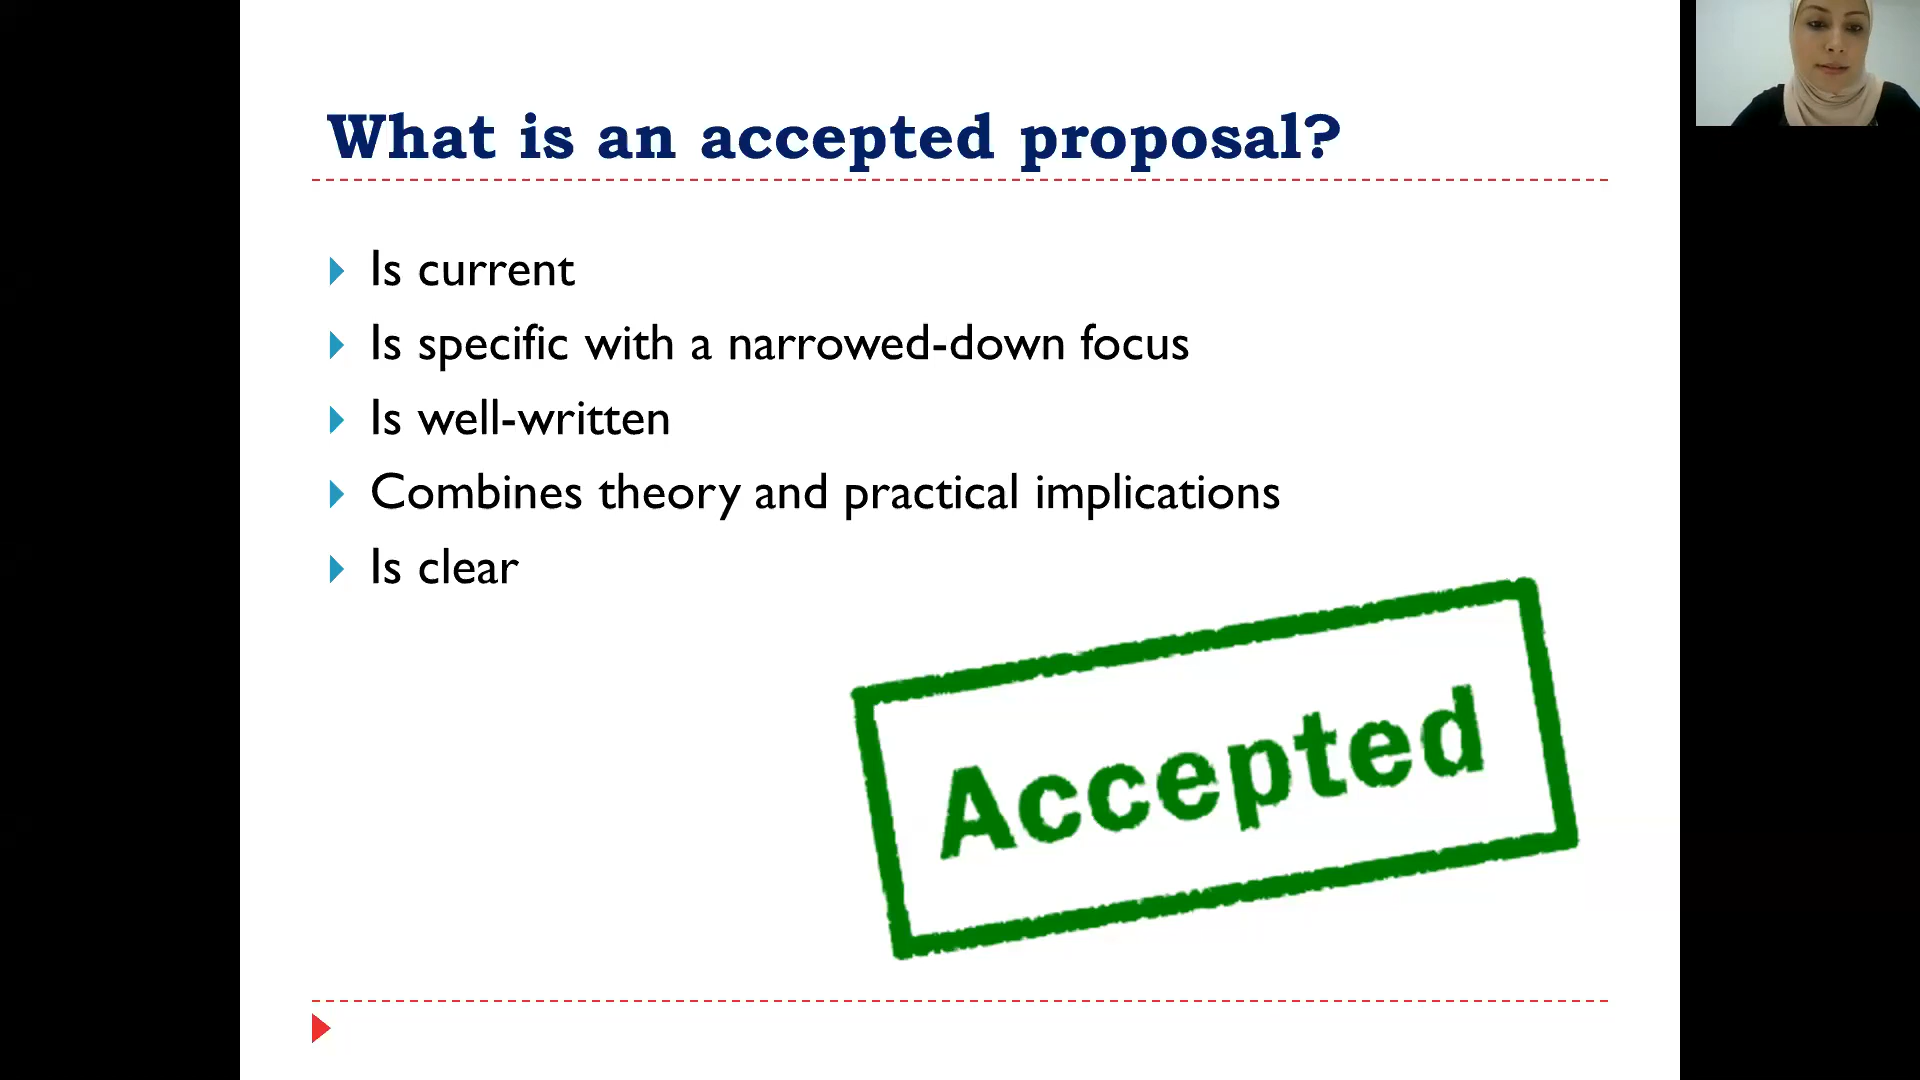 What is an accepted proposal?
Is current
Is specific with a narrowed-down focus
Is well-written
Combines theory and practical implications
Is clear
Accepted